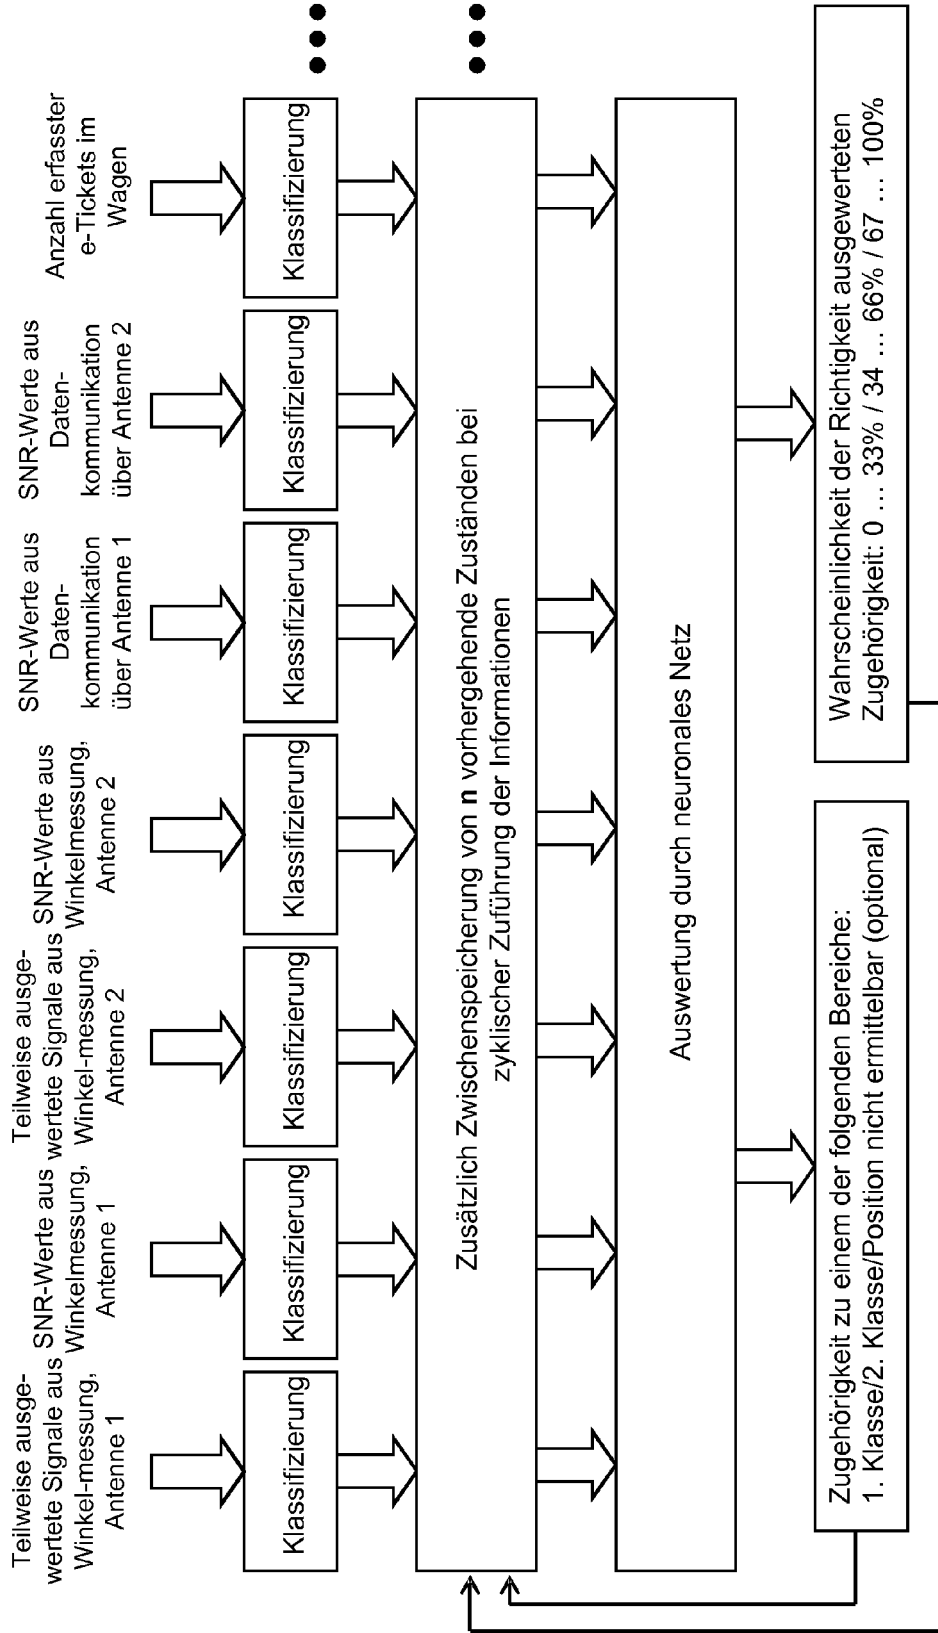 Teilweise ausge-
wertete Signale aus
Winkel-messung,
Antenne 1
SNR-Werte aus
Winkelmessung,
Antenne 1
Teilweise ausge-
wertete Signale aus
Winkel-messung,
Antenne 2
SNR-Werte aus
Winkelmessung,
Antenne 2
SNR-Werte aus
Daten-
kommunikation
über Antenne 1
SNR-Werte aus
Daten-
kommunikation
über Antenne 2
Anzahl erfasster
e-Tickets im
Wagen
Klassifizierung
Klassifizierung
Klassifizierung
Klassifizierung
Klassifizierung
Klassifizierung
Klassifizierung
Zusätzlich Zwischenspeicherung von n vorhergehende Zuständen bei
zyklischer Zuführung der Informationen
Auswertung durch neuronales Netz
Zugehörigkeit zu einem der folgenden Bereiche:
1. Klasse/2. Klasse/Position nicht ermittelbar (optional)
Wahrscheinlichkeit der Richtigkeit ausgewerteten
Zugehörigkeit: 0 ... 33% / 34 ... 66% / 67 ... 100%